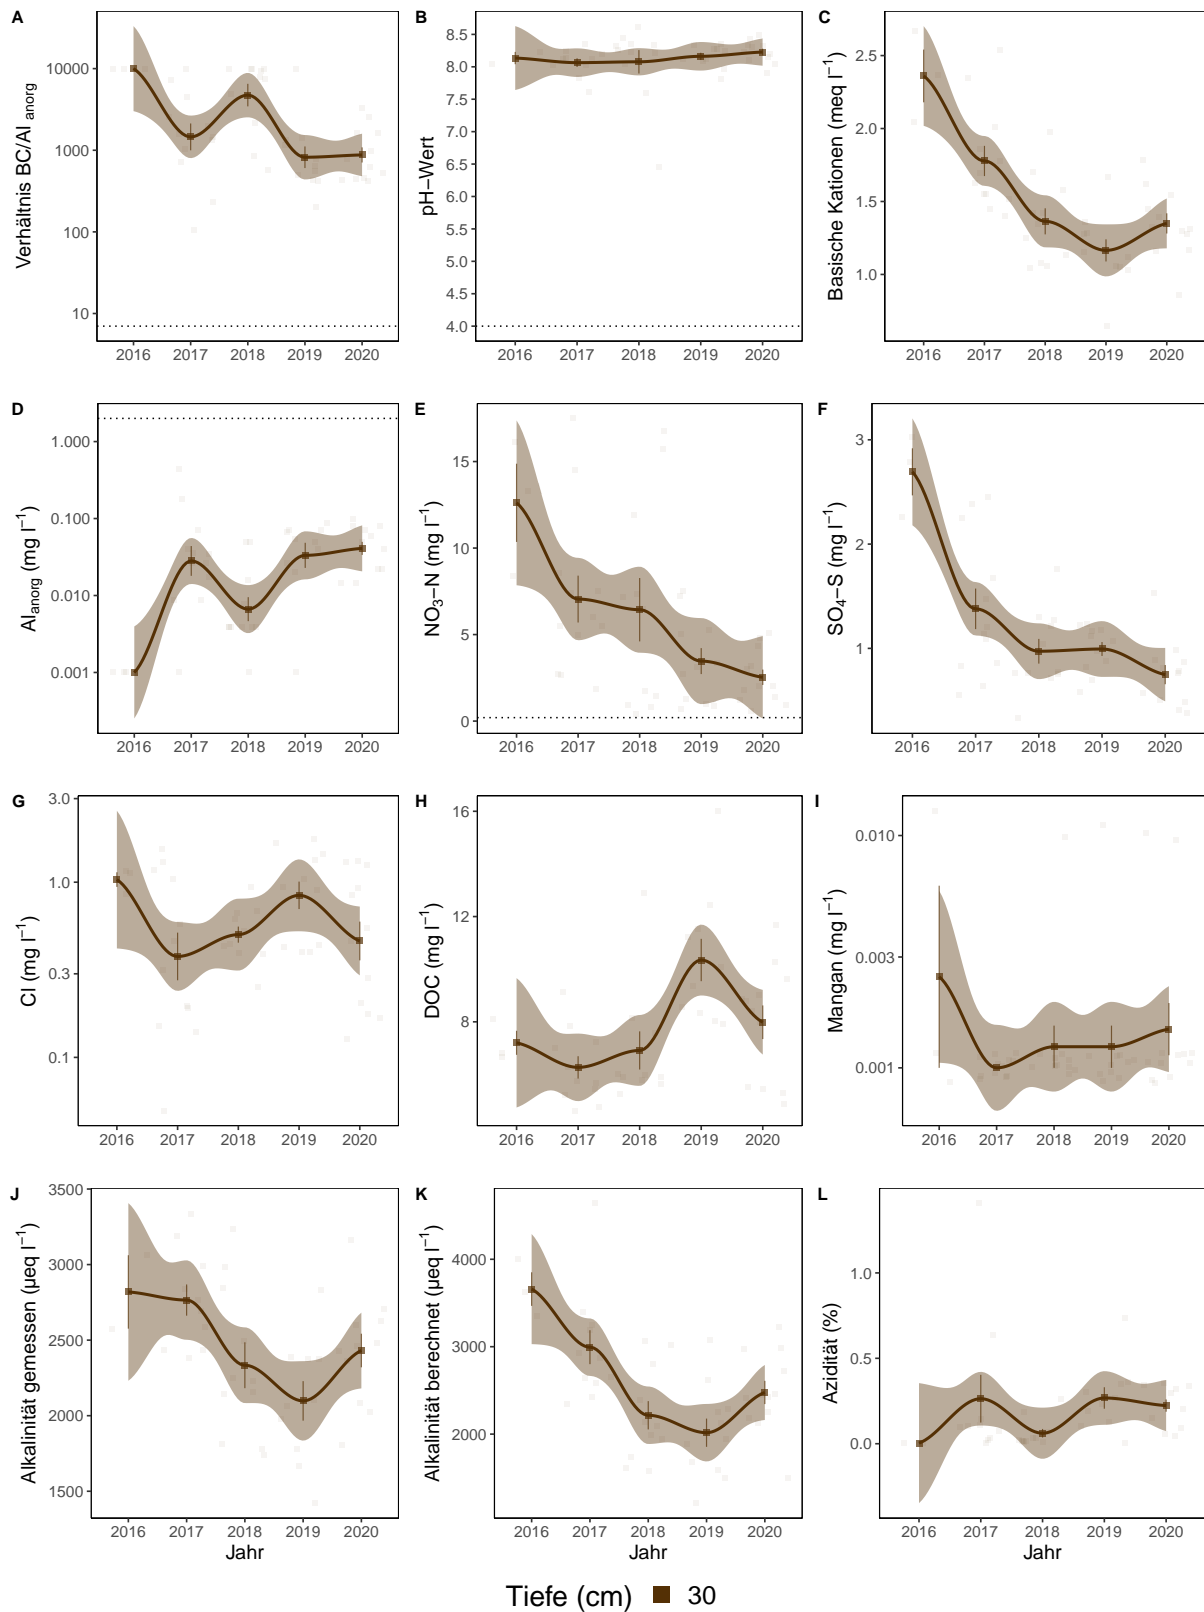 A
Verhältnis BC/Al anorg
10000
1000
100
10
2016 2017 2018 2019 2020
B
pH−Wert
8.5
8.0
7.5
7.0
6.5
6.0
5.5
5.0
4.5
4.0
2016 2017 2018 2019 2020
C
Basische Kationen (meq l−1)
2.5
2.0
1.5
1.0
2016 2017 2018 2019 2020
D
Alanorg (mg l−1)
1.000
0.100
0.010
0.001
2016 2017 2018 2019 2020
E
NO3−N (mg l−1)
15
10
5
0
2016 2017 2018 2019 2020
F
SO4−S (mg l−1)
3
2
1
2016 2017 2018 2019 2020
G
Cl (mg l−1)
3.0
1.0
0.3
0.1
2016 2017 2018 2019 2020
H
DOC (mg l−1)
16
12
8
2016 2017 2018 2019 2020
I
Mangan (mg l−1)
0.010
0.003
0.001
2016 2017 2018 2019 2020
J
Alkalinität gemessen (µeq l−1)
3500
3000
2500
2000
1500
2016 2017 2018 2019 2020
Jahr
K
Alkalinität berechnet (µeq l−1)
4000
3000
2000
2016 2017 2018 2019 2020
Jahr
L
Azidität (%)
1.0
0.5
0.0
2016 2017 2018 2019 2020
Jahr
Tiefe (cm) 30